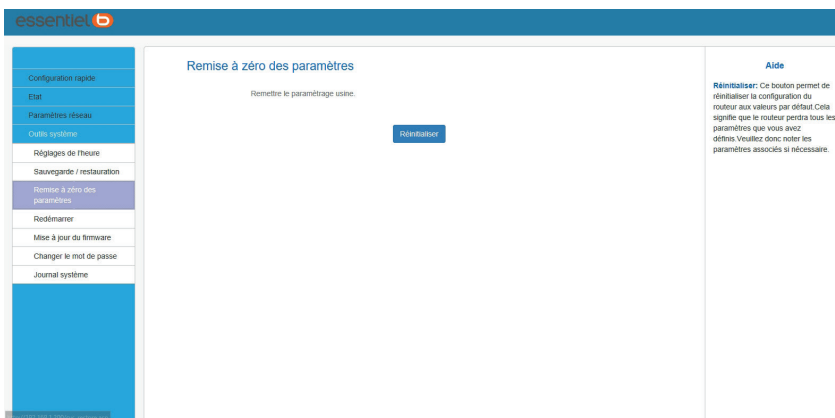 essentiel b
Configuration rapide
Etat
Paramètres réseau
Outils système
Réglages de l'heure
Sauvegarde / restauration
Remise à zéro des
paramètres
Redémarrer
Mise à jour du firmware
Changer le mot de passe
Journal système
Remise à zéro des paramètres
Remettre le paramétrage usine.
Réinitialiser
Aide
Réinitialiser: Ce bouton permet de
réinitialiser la configuration du
routeur aux valeurs par défaut.Cela
signifie que le routeur perdra tous les
paramètres que vous avez
définis.Veuillez donc noter les
paramètres associés si nécessaire.